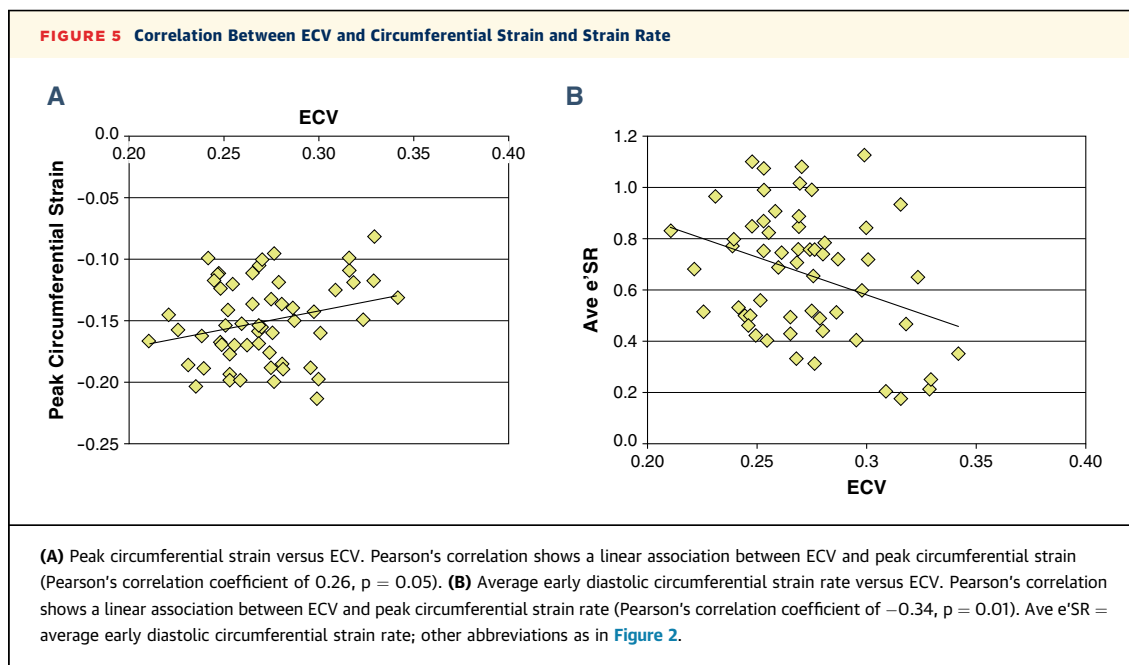 FIGURE 5 Correlation Between ECV and Circumferential Strain and Strain Rate
A
ECV
0.0
0.20 0.25 0.30 0.35 0.40
−0.05
−0.10
−0.15
−0.20
−0.25
Peak Circumferential Strain
B
1.2
1.0
0.8
0.6
0.4
0.2
0.0
0.20 0.25 0.3 0.35 0.40
Ave e'SR
ECV
(A) Peak circumferential strain versus ECV. Pearson's correlation shows a linear association between ECV and peak circumferential strain
(Pearson's correlation coefficient of 0.26, p = 0.05). (B) Average early diastolic circumferential strain rate versus ECV. Pearson's correlation
shows a linear association between ECV and peak circumferential strain rate (Pearson's correlation coefficient of −0.34, p = 0.01). Ave e'SR =
average early diastolic circumferential strain rate; other abbreviations as in Figure 2.